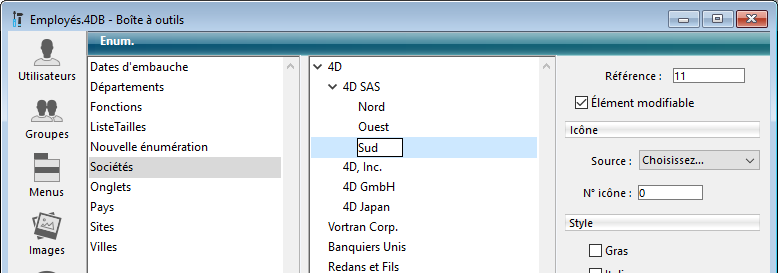 Employés.4DB - Boîte à outils
Enum.
Utilisateurs
Groupes
Menus
Images
Dates d'embauche
Départements
Fonctions
ListeTailles
Nouvelle énumération
Sociétés
Onglets
Pays
Sites
Villes
4D
4D SAS
Nord
Ouest
Sud
4D, Inc.
4D GmbH
4D Japan
Vortran Corp.
Banquiers Unis
Redans et Fils
Référence : 11
Élément modifiable
Icône
Source : Choisissez...
N° icône : 0
Style
Gras